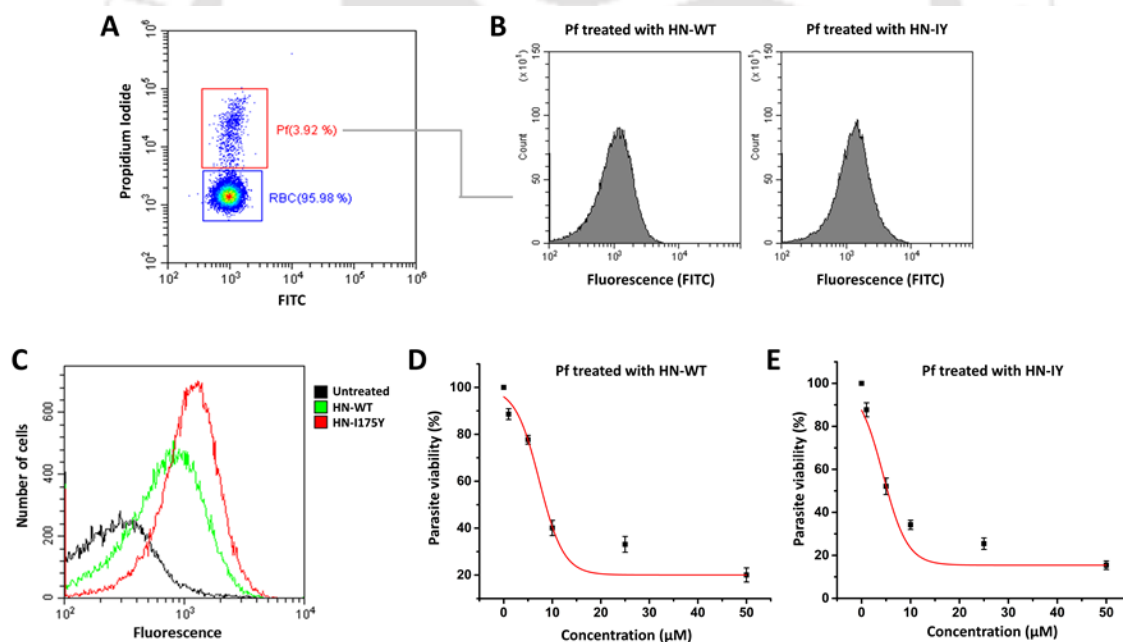 A
Propidium Iodide
10^6
10^5
10^4
10^3
10^2
Pf(3.92 %)
RBC(95.98 %)
10^2 10^3 10^4 10^5 10^6
FITC
B
Pf treated with HN-WT
(x 10^1)
Count
150
100
50
0
10^2 10^3 10^4
Fluorescence (FITC)
Pf treated with HN-IY
(x 10^1)
Count
150
100
50
0
10^2 10^3 10^4
Fluorescence (FITC)
C
Number of cells
600
400
200
0
10^2 10^3 10^4
Fluorescence
Untreated
HN-WT
HN-I175Y
D
Pf treated with HN-WT
Parasite viability (%)
100
80
60
40
20
0 10 20 30 40 50
Concentration (μM)
E
Pf treated with HN-IY
Parasite viability (%)
100
80
60
40
20
0
0 10 20 30 40 50
Concentration (μM)